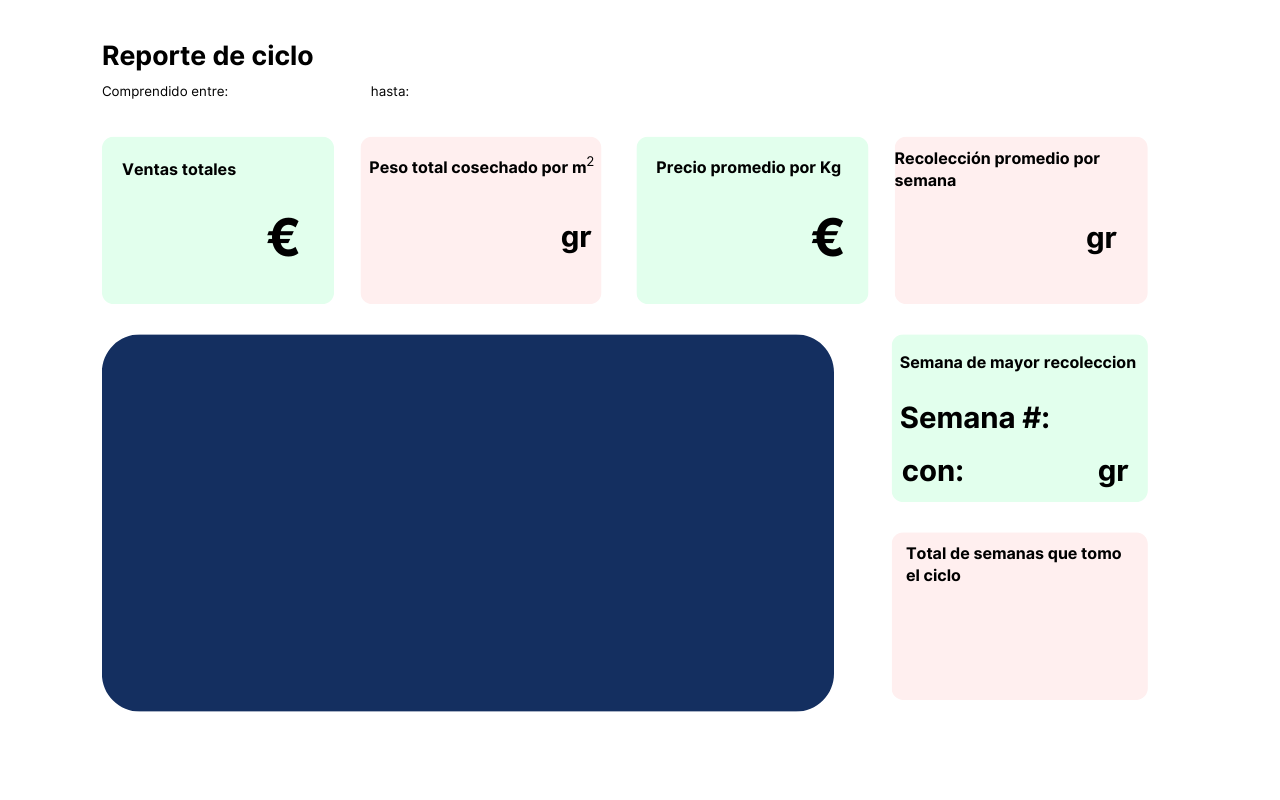 Reporte de ciclo
Comprendido entre: hasta:
Ventas totales
€
Peso total cosechado por m²
gr
Precio promedio por Kg
€
Recolección promedio por
semana
gr
Semana de mayor recoleccion
Semana #:
con: gr
Total de semanas que tomo
el ciclo